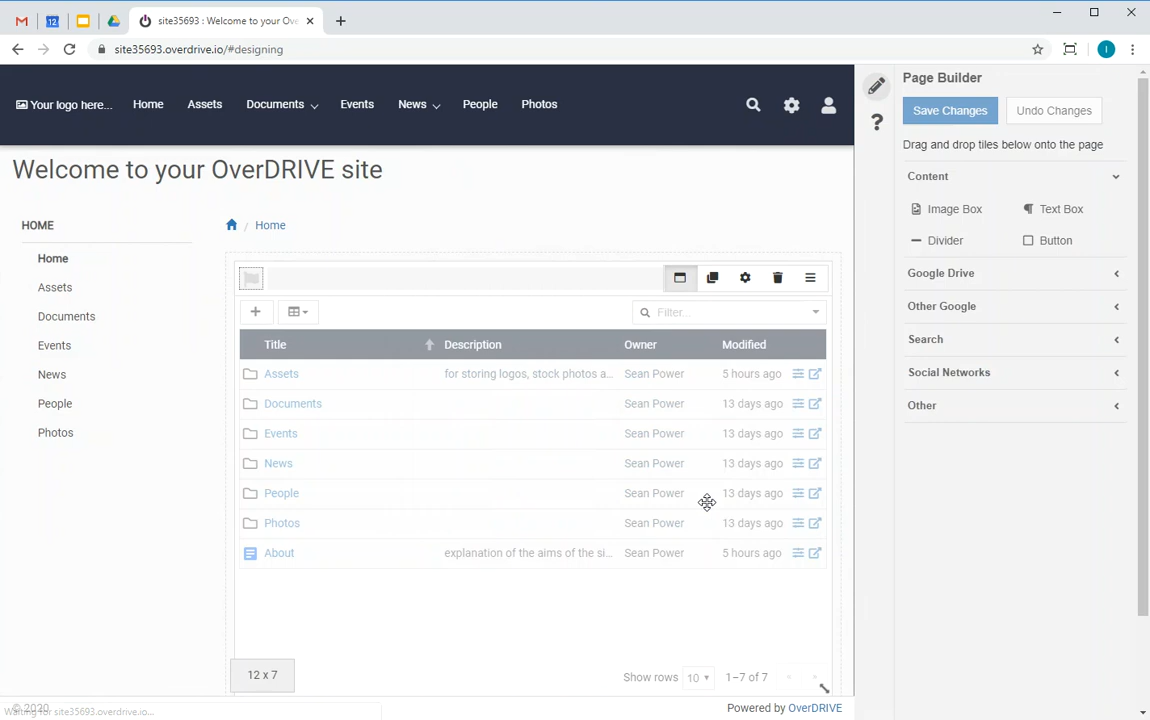 site35693 : Welcome to your Ov
site35693.overdrive.io/#designing
Your logo here...
Home
Assets
Documents
Events
News
People
Photos
Welcome to your OverDRIVE site
HOME
Home
Assets
Documents
Events
News
People
Photos
/ Home
Filter...
Title Description Owner Modified
Assets for storing logos, stock photos a... Sean Power 5 hours ago
Documents Sean Power 13 days ago
Events Sean Power 13 days ago
News Sean Power 13 days ago
People Sean Power 13 days ago
Photos Sean Power 13 days ago
About explanation of the aims of the si... Sean Power 5 hours ago
12 x 7
Show rows 10 1–7 of 7
© 2020
Waiting for site35693.overdrive.io...
Powered by OverDRIVE
Page Builder
Save Changes
Undo Changes
Drag and drop tiles below onto the page
Content
Image Box
Text Box
Divider
Button
Google Drive
Other Google
Search
Social Networks
Other